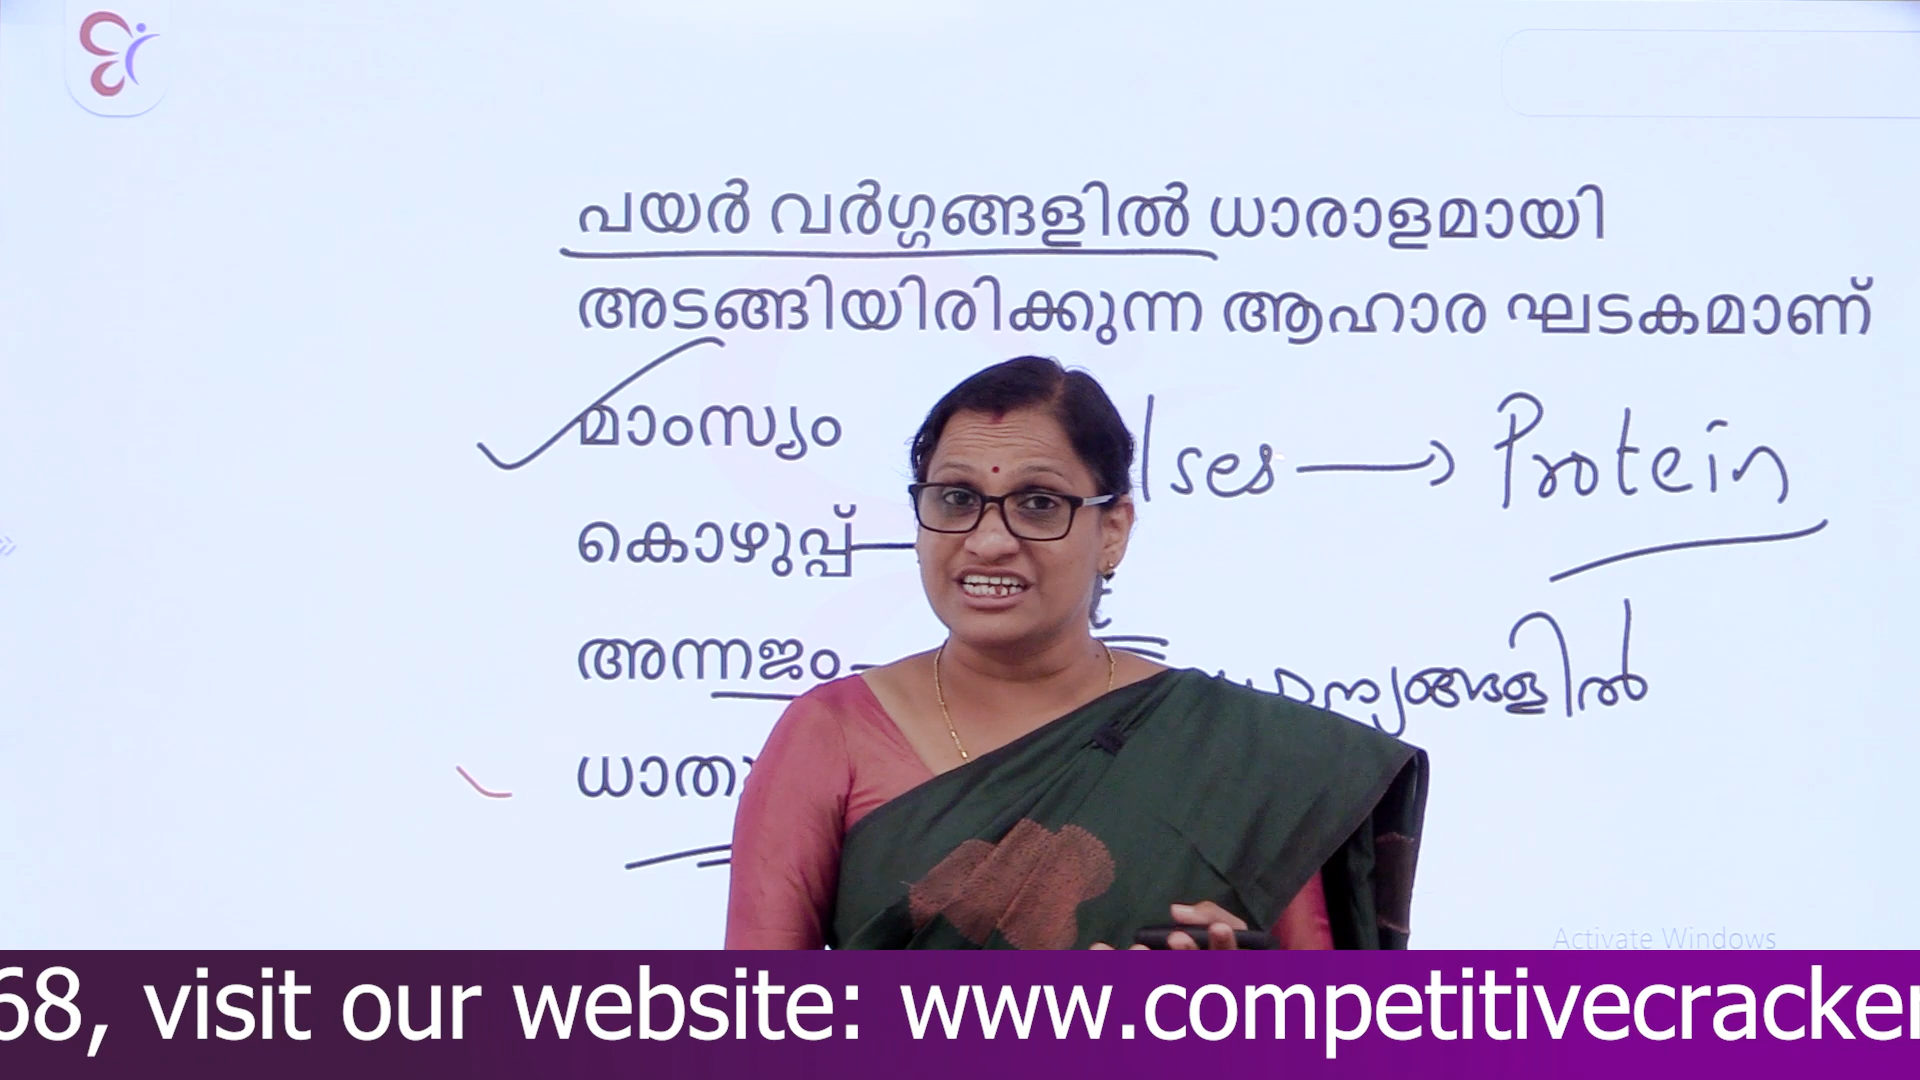 പയർ വർഗ്ഗങ്ങളിൽ ധാരാളമായി
അടങ്ങിയിരിക്കുന്ന ആഹാര ഘടകമാണ്
മാംസ്യം
lses → Protein
കൊഴുപ്പ്
അന്നജം
ധാന്യങ്ങളിൽ
ധാതു
Activate Windows
68, visit our website: www.competitivecracker